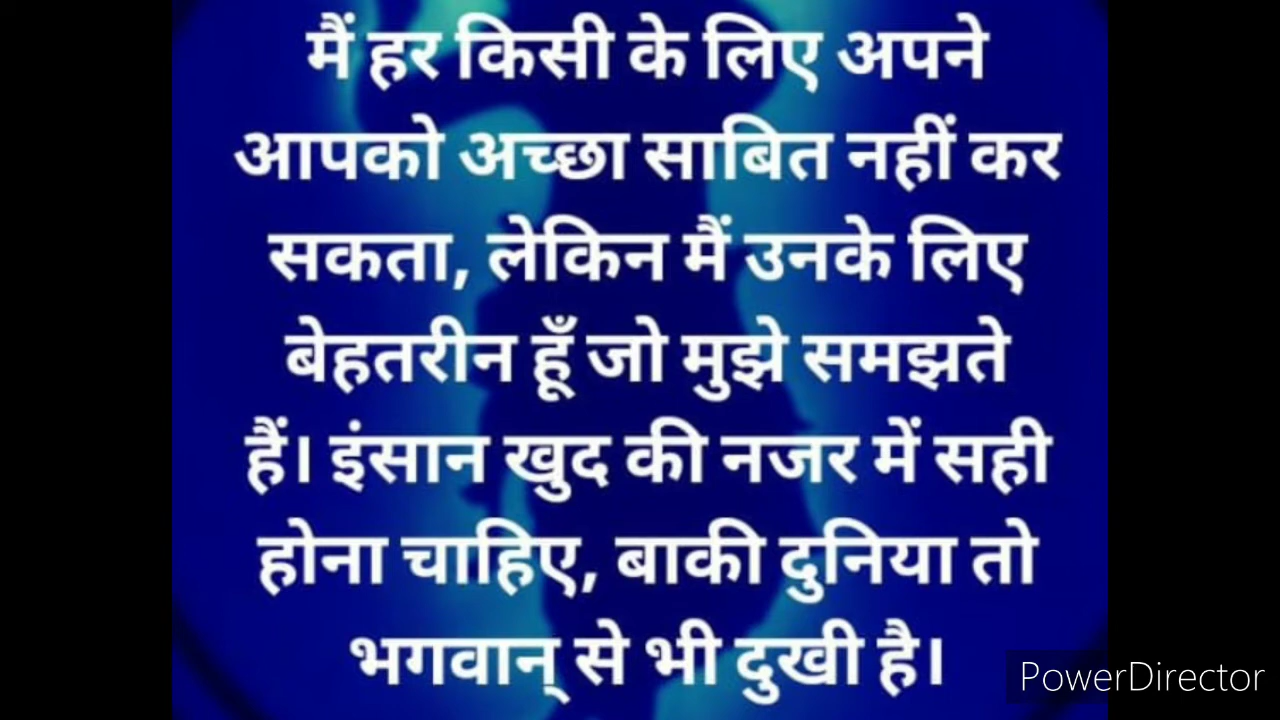 मैं हर किसी के लिए अपने
आपको अच्छा साबित नहीं कर
सकता, लेकिन मैं उनके लिए
बेहतरीन हूँ जो मुझे समझते
हैं। इंसान खुद की नजर में सही
होना चाहिए, बाकी दुनिया तो
भगवान् से भी दुखी है।
PowerDirector